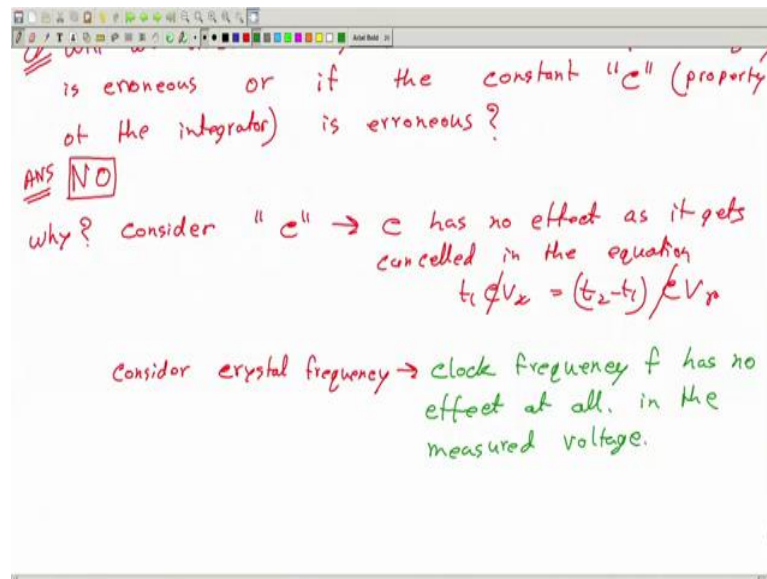 is erroneous or if the constant "c" (property
of the integrator) is erroneous?
ANS NO
why? Consider "c" → c has no effect as it gets
cancelled in the equation
t₁ c Vₓ = (t₂-t₁) c Vᵣ
Consider crystal frequency → clock frequency f has no
effect at all. in the
measured voltage.